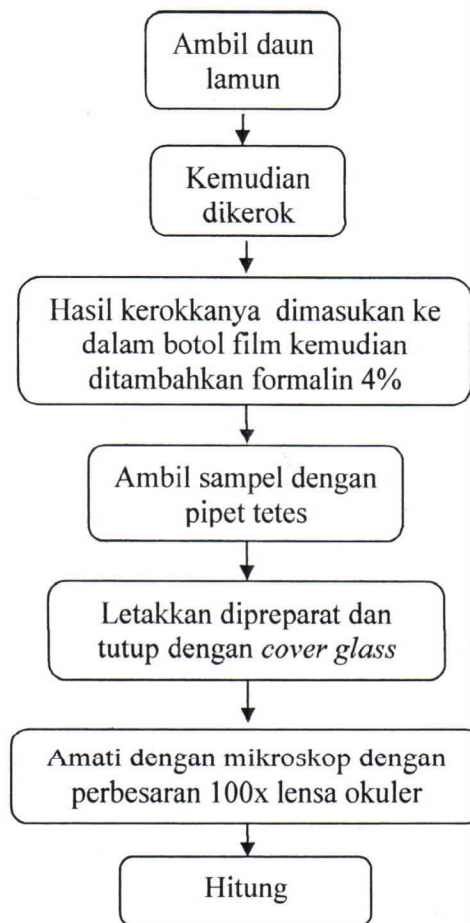 Ambil daun
lamun
Kemudian
dikerok
Hasil kerokkanya dimasukan ke
dalam botol film kemudian
ditambahkan formalin 4%
Ambil sampel dengan
pipet tetes
Letakkan dipreparat dan
tutup dengan cover glass
Amati dengan mikroskop dengan
perbesaran 100x lensa okuler
Hitung